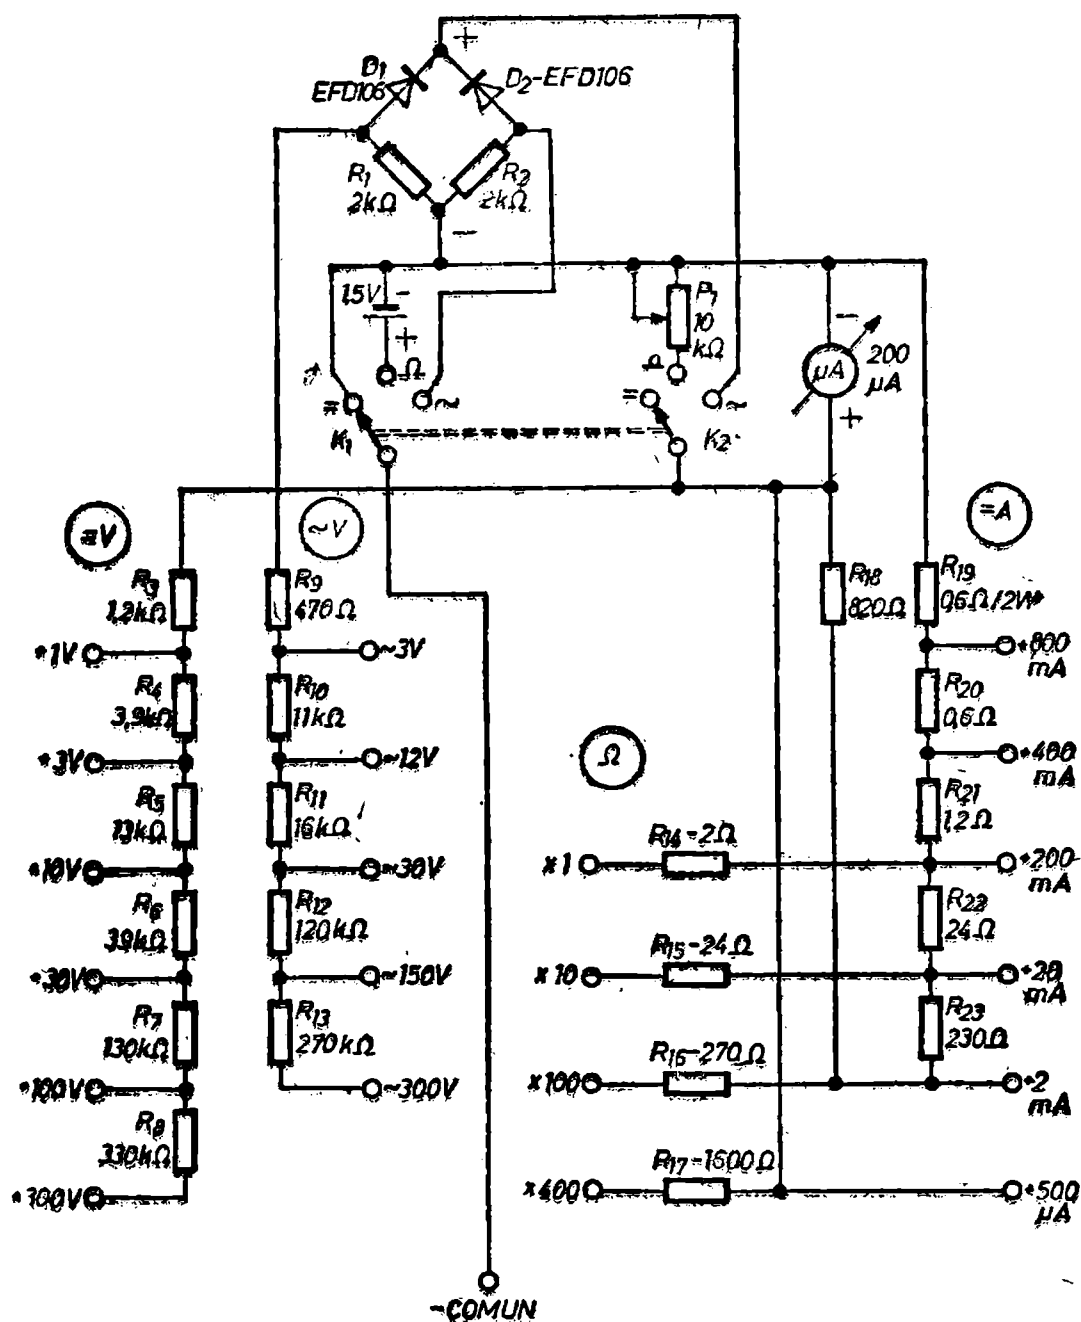 +
D1
EFD106
D2-EFD106
R1
2kΩ
R2
2kΩ
-
1,5V
-
+
Ω
=
~
K1
P1
10
kΩ
Ω
=
~
K2
-
μA
200
μA
+
=V
~V
=A
R3
1,2kΩ
+1V
R4
3,9kΩ
+3V
R5
13kΩ
+10V
R6
39kΩ
+30V
R7
130kΩ
+100V
R8
330kΩ
+300V
R9
470Ω
~3V
R10
11kΩ
~12V
R11
16kΩ
~30V
R12
120kΩ
~150V
R13
270kΩ
~300V
Ω
x1
R14-2Ω
x10
R15-24Ω
x100
R16-270Ω
x400
R17-1600Ω
R18
820Ω
R19
0,6Ω/2W*
+800
mA
R20
0,6Ω
+400
mA
R21
1,2Ω
+200
mA
R22
24Ω
+20
mA
R23
230Ω
+2
mA
+500
μA
-COMUN